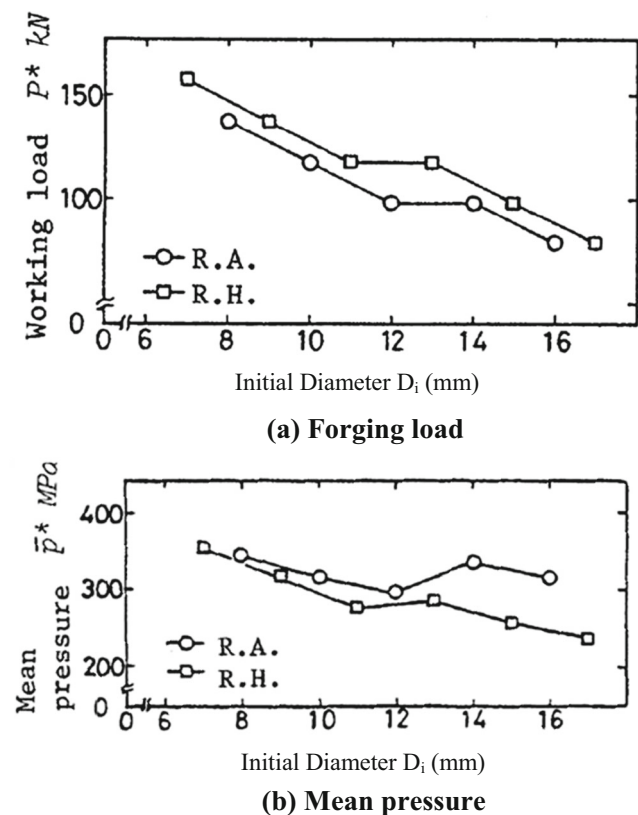 Working load P* kN
150
100
0
R.A.
R.H.
0 6 8 10 12 14 16
Initial Diameter Di (mm)
(a) Forging load
Mean pressure p̄* MPa
400
300
200
0
R.A.
R.H.
0 6 8 10 12 14 16
Initial Diameter Di (mm)
(b) Mean pressure